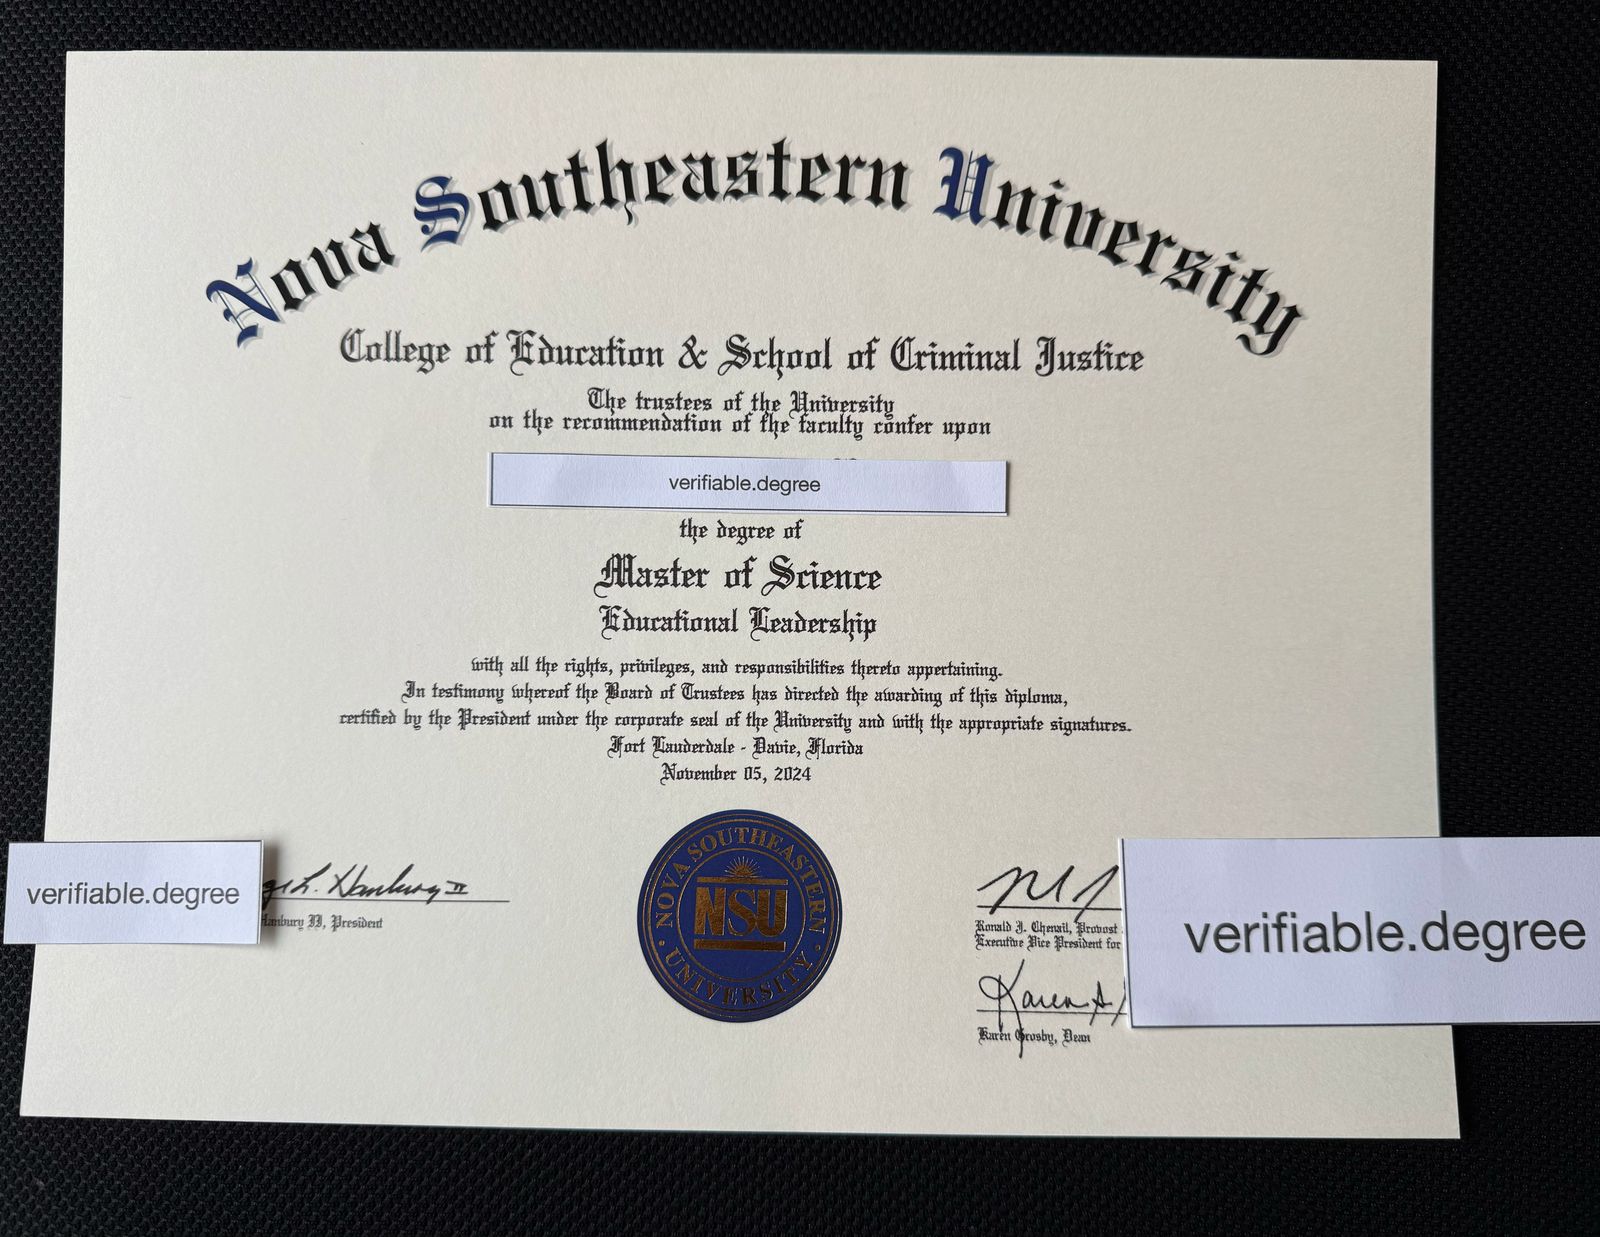 Nova Southeastern University
College of Education & School of Criminal Justice
The trustees of the University
on the recommendation of the faculty confer upon
verifiable.degree
the degree of
Master of Science
Educational Leadership
with all the rights, privileges, and responsibilities thereto appertaining.
In testimony whereof the Board of Trustees has directed the awarding of this diploma,
certified by the President under the corporate seal of the University and with the appropriate signatures.
Fort Lauderdale - Davie, Florida
November 05, 2024
NOVA SOUTHEASTERN
NSU
UNIVERSITY
verifiable.degree
L. Hanbury II
Hanbury II, President
Ronald J. Chenail, Provost
Executive Vice President for
verifiable.degree
Karen S.
Karen Grosby, Dean